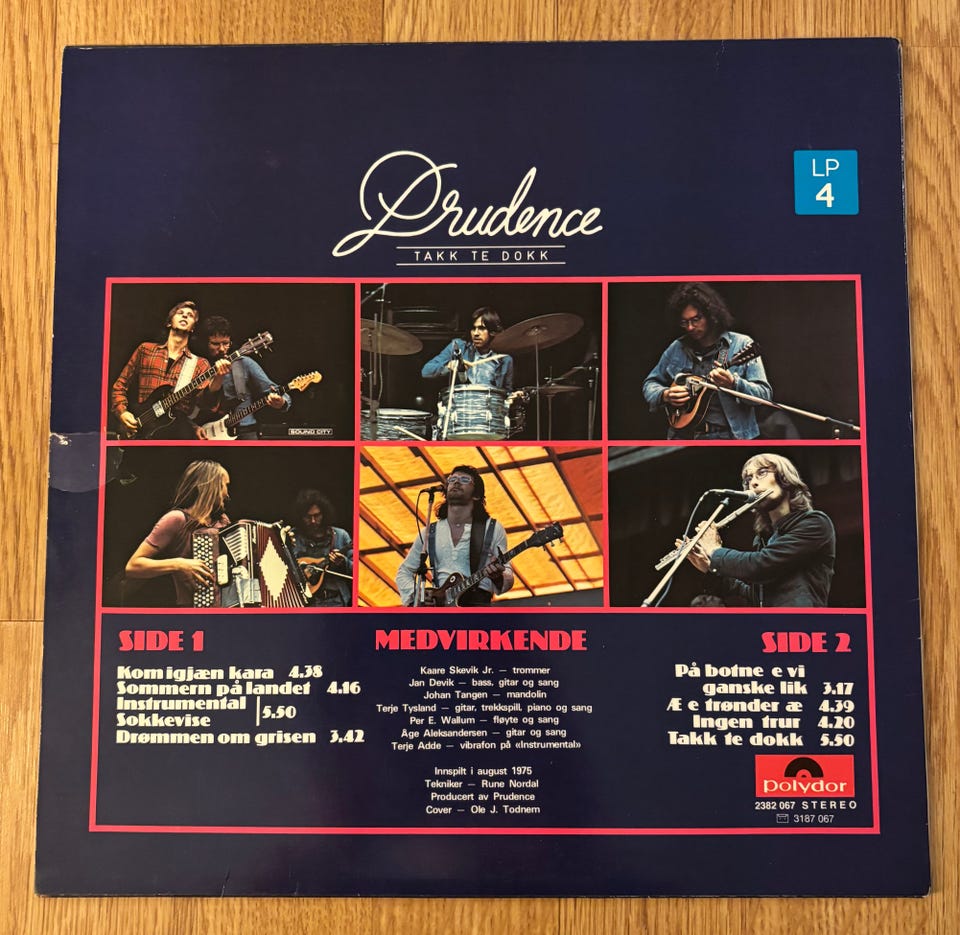 Prudence
TAKK TE DOKK
LP
4
SOUND CITY
SIDE 1
Kom igjæn kara 4.38
Sommern på landet 4.16
Instrumental
Sokkevise 5.50
Drømmen om grisen 3.42
MEDVIRKENDE
Kaare Skevik Jr. — trommer
Jan Devik — bass, gitar og sang
Johan Tangen — mandolin
Terje Tysland — gitar, trekkspill, piano og sang
Per E. Wallum — fløyte og sang
Åge Aleksandersen — gitar og sang
Terje Adde — vibrafon på «Instrumental»
Innspilt i august 1975
Tekniker — Rune Nordal
Producert av Prudence
Cover — Ole J. Todnem
SIDE 2
På botne e vi
ganske lik 3.17
Æ e trønder æ 4.39
Ingen trur 4.20
Takk te dokk 5.50
polydor
2382 067 STEREO
3187 067